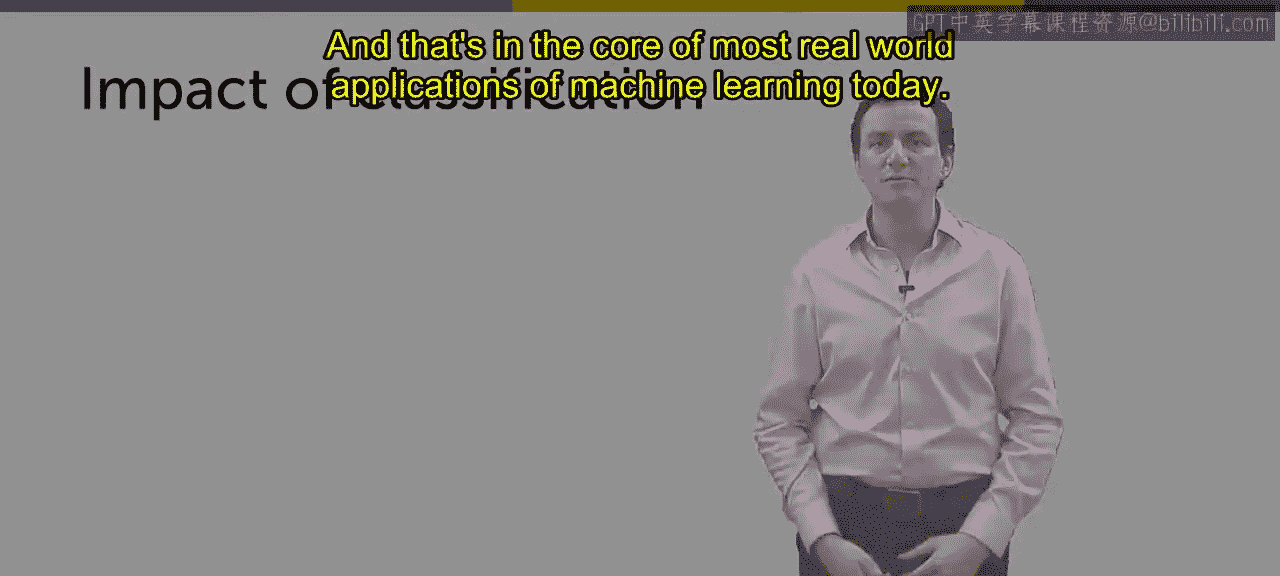 GPT中英字幕课程资源@bilibili.com
And that's in the core of most real world
applications of machine learning today.
Impact of classification